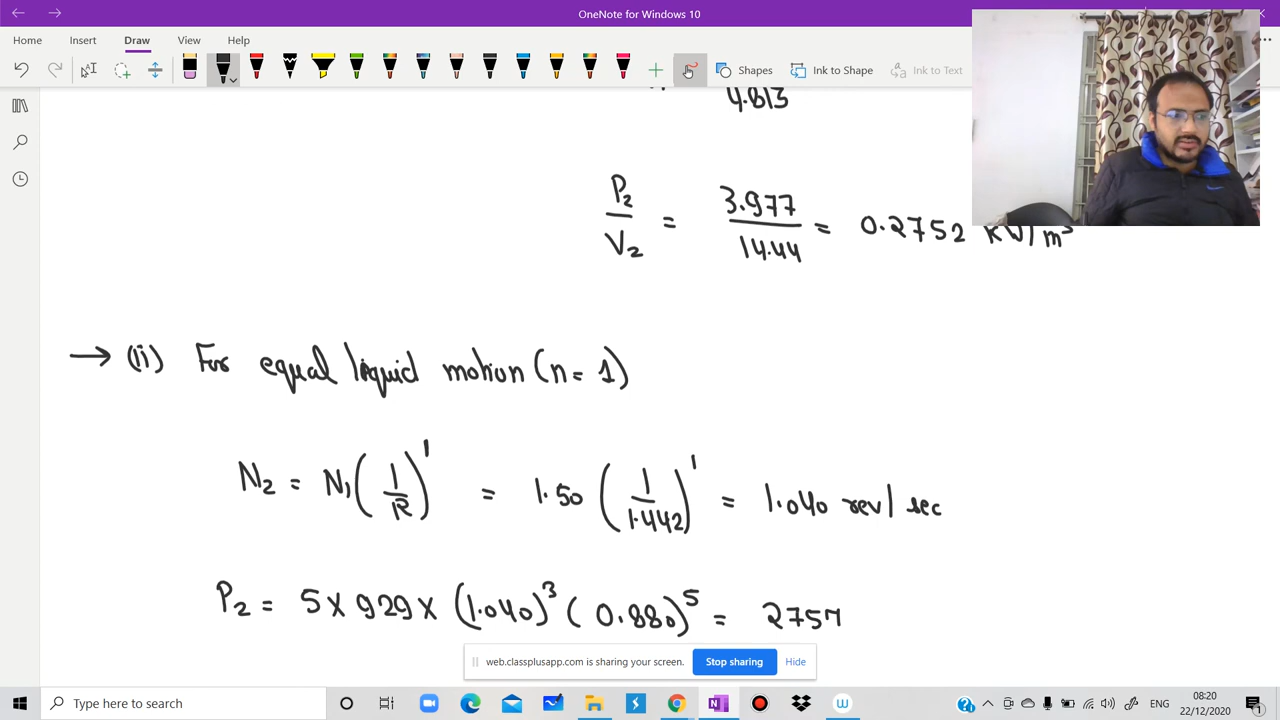 OneNote for Windows 10
Home Insert Draw View Help
Shapes Ink to Shape Ink to Text
4.813
P2/V2 = 3.977/14.44 = 0.2752 kW/m³
→ (ii) For equal liquid motion (n = 1)
N2 = N1 (1/R)^1 = 1.50 (1/1.442)^1 = 1.040 rev/sec
P2 = 5 x 929 x (1.040)^3 (0.880)^5 = 2757
web.classplusapp.com is sharing your screen. Stop sharing Hide
Type here to search
ENG
08:20
22/12/2020